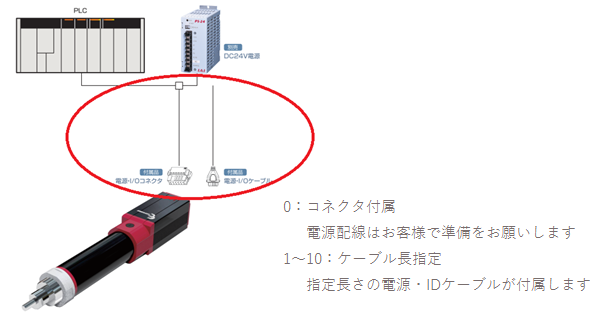 PLC
別売
DC24V電源
付属品
電源・I/Oコネクタ
付属品
電源・I/Oケーブル
0：コネクタ付属
電源配線はお客様で準備をお願いします
1～10：ケーブル長指定
指定長さの電源・IDケーブルが付属します